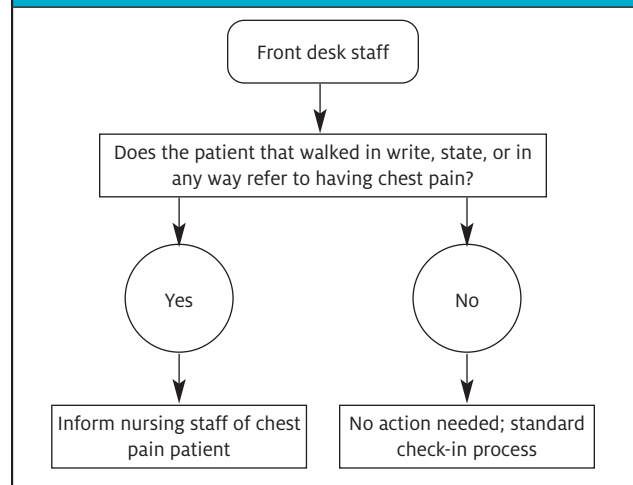 Front desk staff
Does the patient that walked in write, state, or in
any way refer to having chest pain?
Yes
No
Inform nursing staff of chest
pain patient
No action needed; standard
check-in process